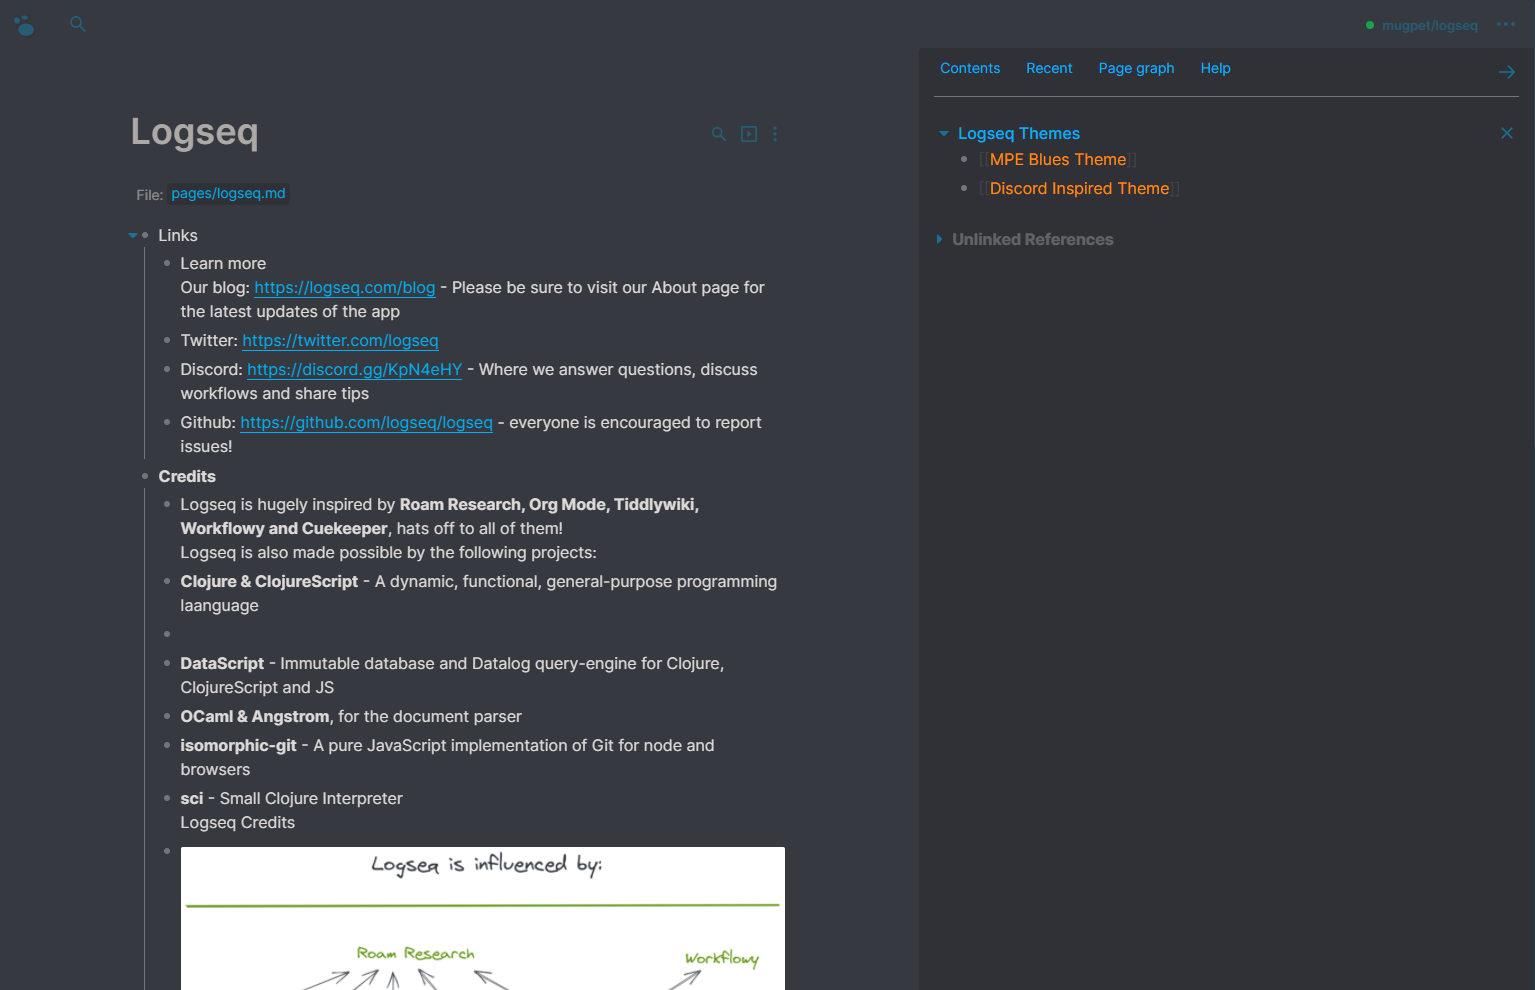 mugpet/logseq
Contents Recent Page graph Help
Logseq
File: pages/logseq.md
Links
Learn more
Our blog: https://logseq.com/blog - Please be sure to visit our About page for
the latest updates of the app
Twitter: https://twitter.com/logseq
Discord: https://discord.gg/KpN4eHY - Where we answer questions, discuss
workflows and share tips
Github: https://github.com/logseq/logseq - everyone is encouraged to report
issues!
Credits
Logseq is hugely inspired by Roam Research, Org Mode, Tiddlywiki,
Workflowy and Cuekeeper, hats off to all of them!
Logseq is also made possible by the following projects:
Clojure & ClojureScript - A dynamic, functional, general-purpose programming
laanguage
DataScript - Immutable database and Datalog query-engine for Clojure,
ClojureScript and JS
OCaml & Angstrom, for the document parser
isomorphic-git - A pure JavaScript implementation of Git for node and
browsers
sci - Small Clojure Interpreter
Logseq Credits
Logseq is influenced by:
Roam Research
Workflowy
Logseq Themes
[[MPE Blues Theme]]
[[Discord Inspired Theme]]
Unlinked References